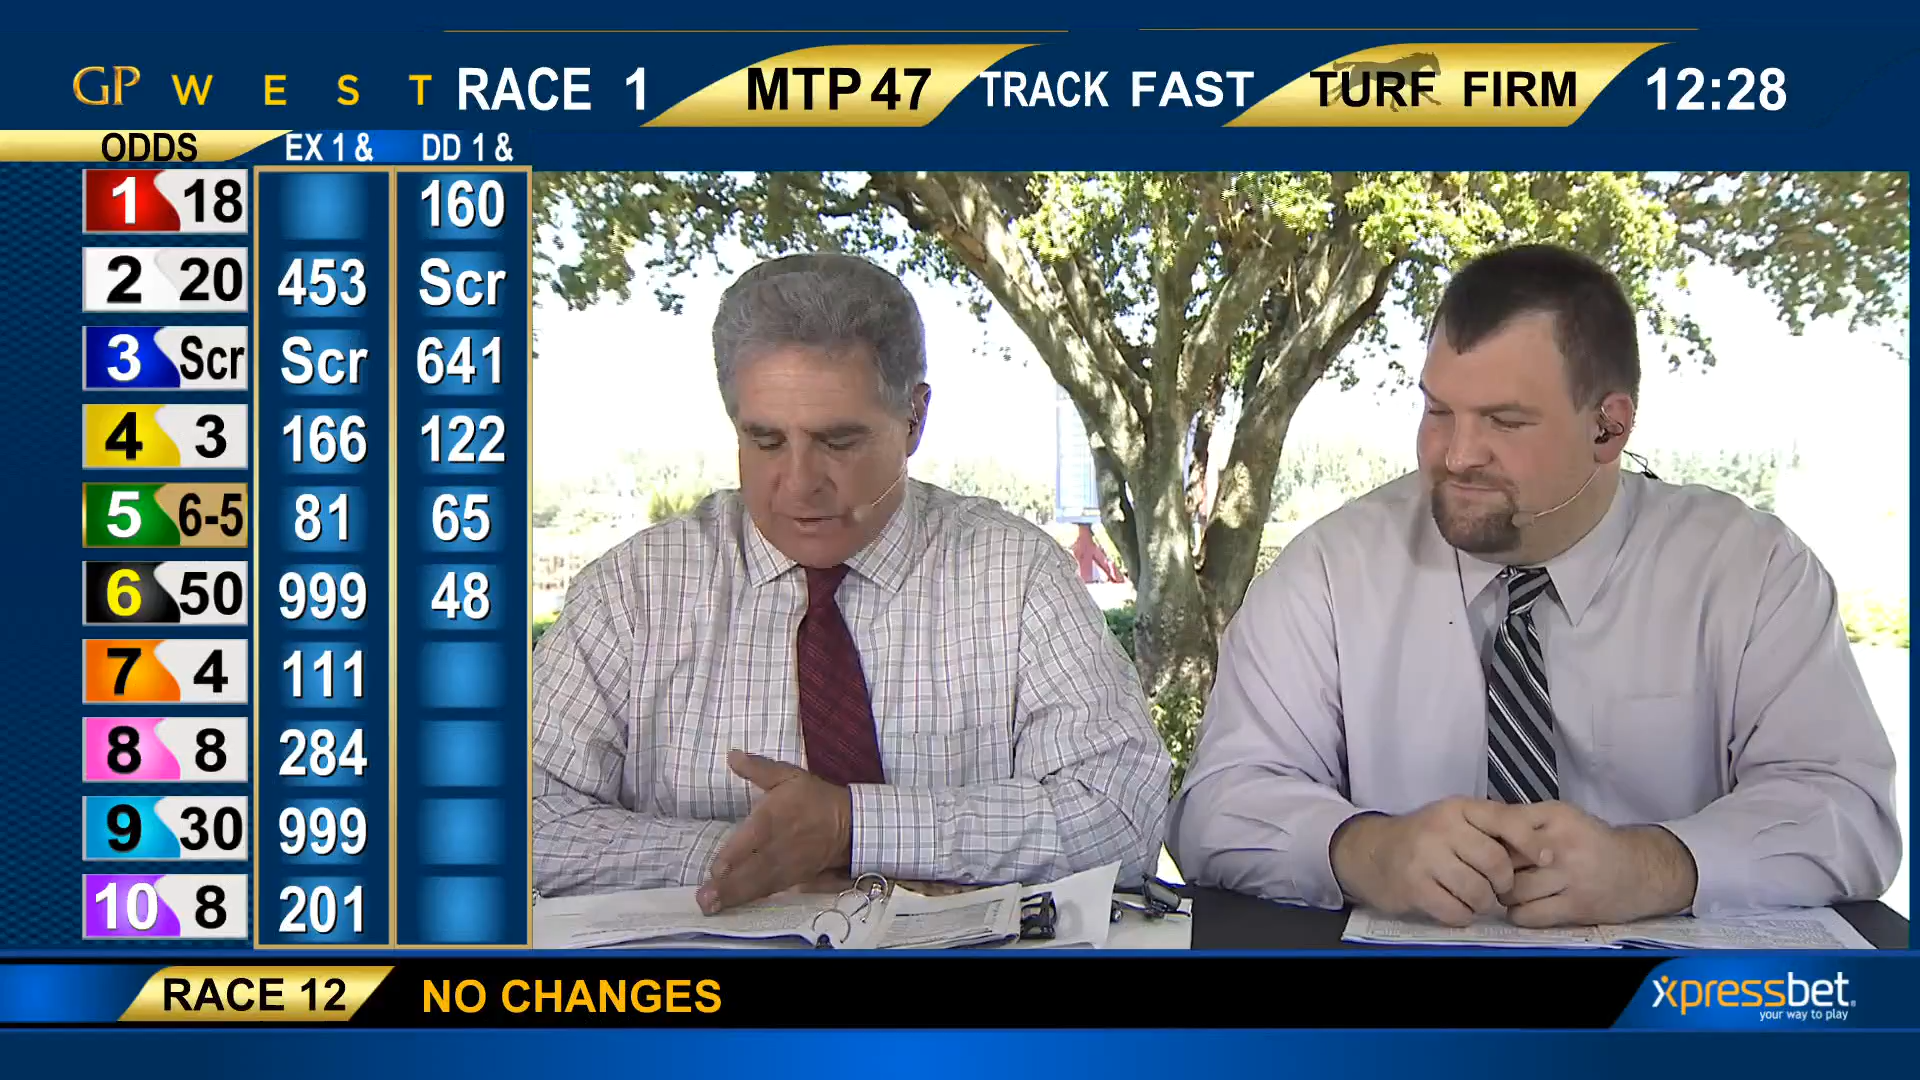 GP WEST RACE 1 MTP 47 TRACK FAST TURF FIRM 12:28
ODDS EX 1 & DD 1 &
1 18 160
2 20 453 Scr
3 Scr Scr 641
4 3 166 122
5 6-5 81 65
6 50 999 48
7 4 111
8 8 284
9 30 999
10 8 201
RACE 12 NO CHANGES
xpressbet.
your way to play